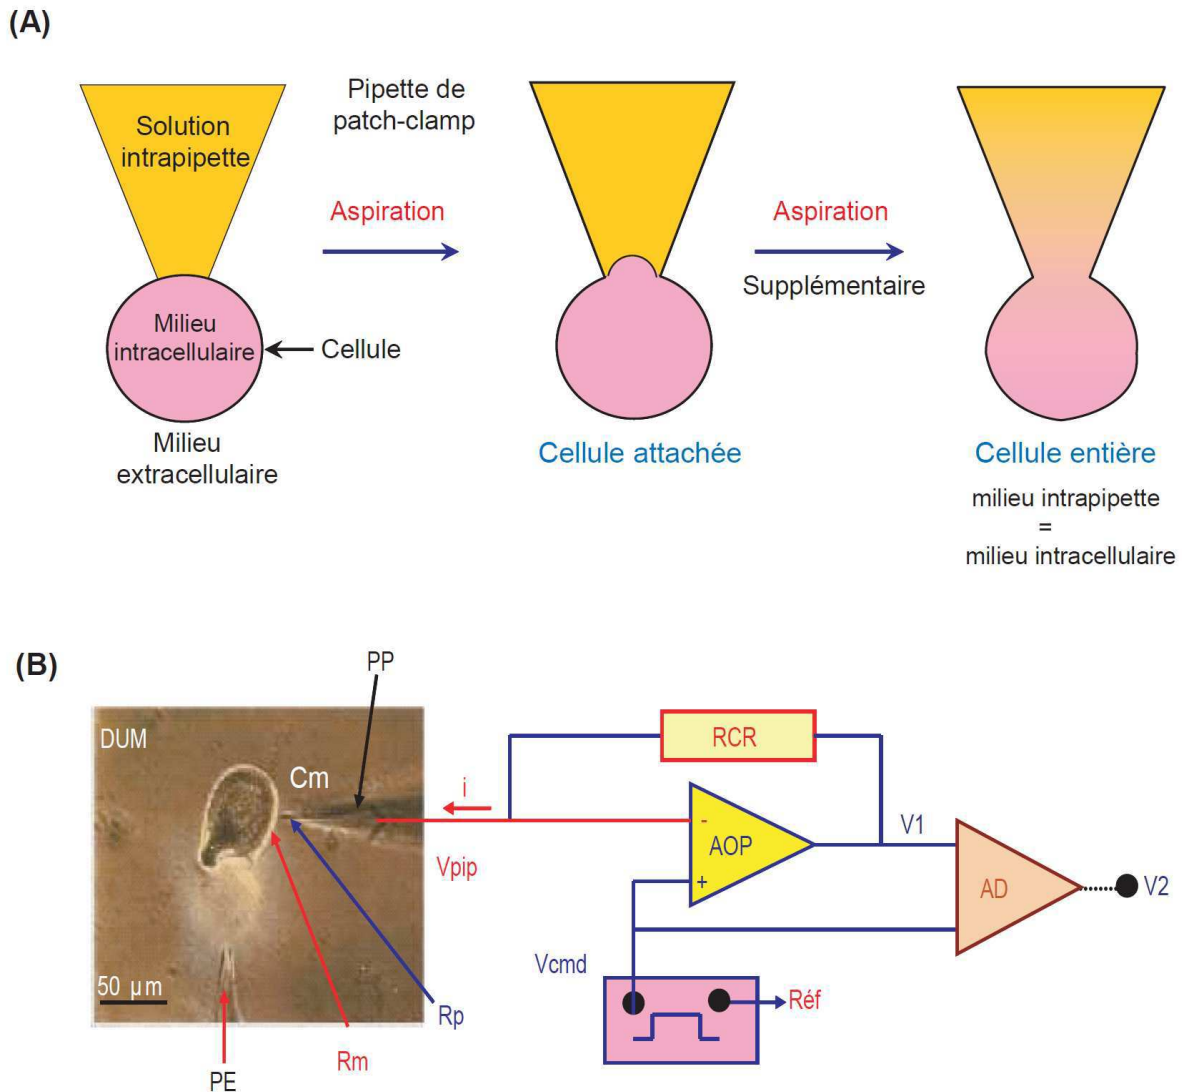 (A)
Solution
intrapipette
Pipette de
patch-clamp
Aspiration
Aspiration
Supplémentaire
Milieu
intracellulaire
Cellule
Milieu
extracellulaire
Cellule attachée
Cellule entière
milieu intrapipette
=
milieu intracellulaire
(B)
PP
DUM
Cm
i
RCR
Vpip
-
AOP
+
V1
AD
V2
Vcmd
Réf
50 µm
Rp
Rm
PE